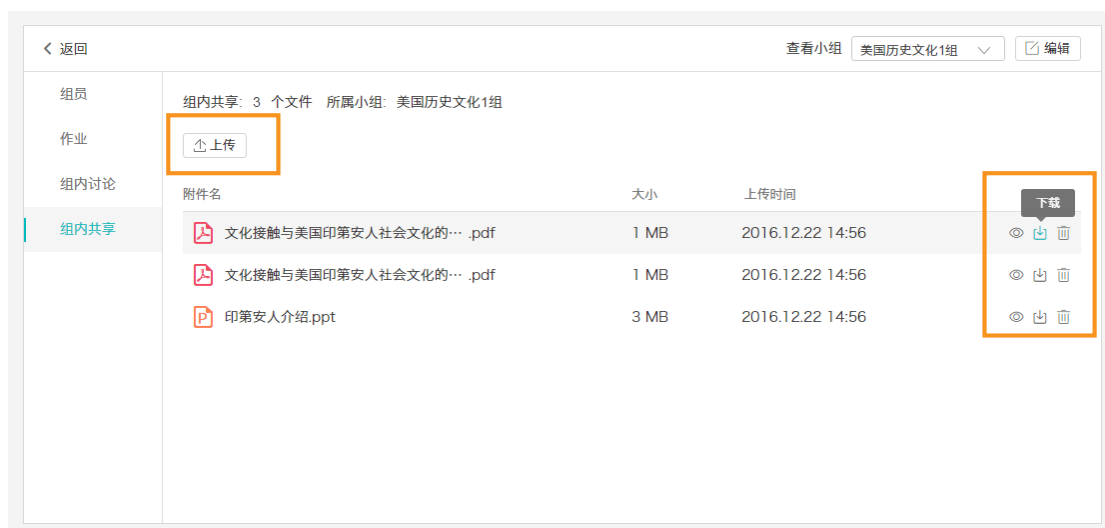 返回 查看小组 美国历史文化1组 编辑
组员
组内共享: 3 个文件 所属小组: 美国历史文化1组
作业
上传
组内讨论
附件名 大小 上传时间
下载
组内共享
文化接触与美国印第安人社会文化的… .pdf 1 MB 2016.12.22 14:56
文化接触与美国印第安人社会文化的… .pdf 1 MB 2016.12.22 14:56
印第安人介绍.ppt 3 MB 2016.12.22 14:56